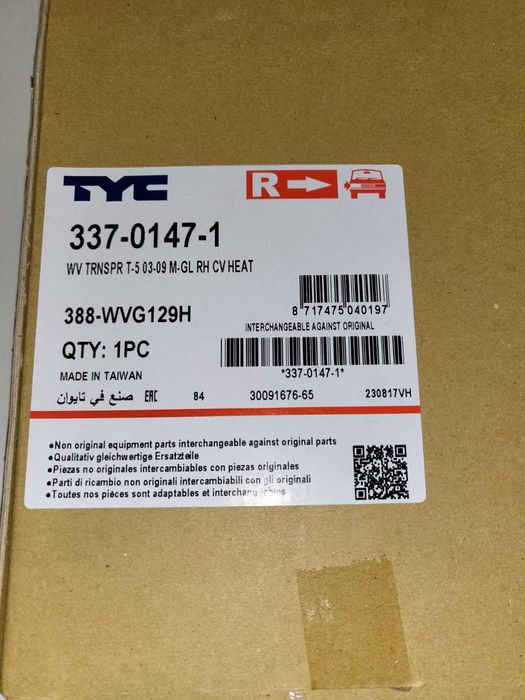 TYC
R
337-0147-1
WV TRNSPR T-5 03-09 M-GL RH CV HEAT
388-WVG129H
8 717475 040197
INTERCHANGEABLE AGAINST ORIGINAL
QTY: 1PC
*337-0147-1*
MADE IN TAIWAN
صنع في تايوان EAC 84 30091676-65 230817VH
•Non original equipment parts interchangeable against original parts
•Qualitativ gleichwertige Ersatzteile
•Piezas no originales intercambiables con piezas originales
•Parti di ricambio non originali intercambiabili con gli originali
•Toutes nos pièces sont adaptables et interchangeables